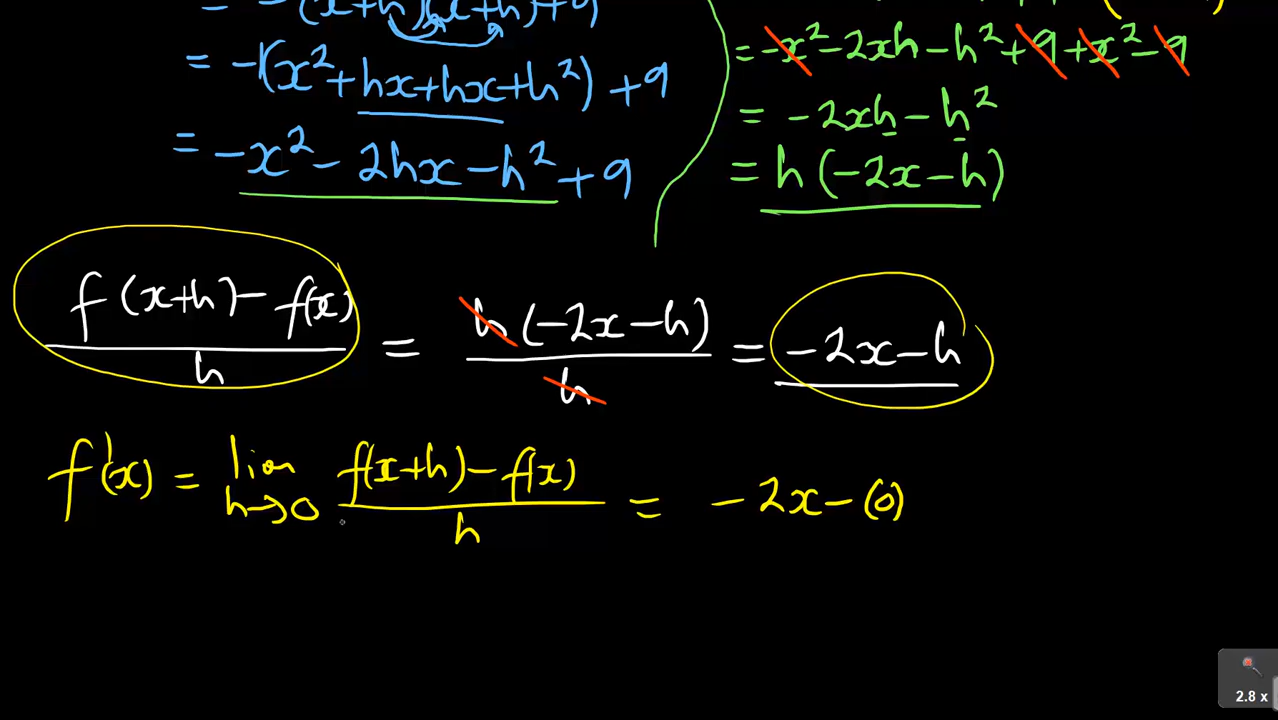 = -(x+h)(x+h)+9
= -(x²+hx+hx+h²)+9
= -x²-2hx-h²+9
= -x²-2xh-h²+9+x²-9
= -2xh-h²
= h(-2x-h)
f(x+h)-f(x)/h = h(-2x-h)/h = -2x-h
f'(x) = lim h→0 f(x+h)-f(x)/h = -2x-(0)
2.8 x